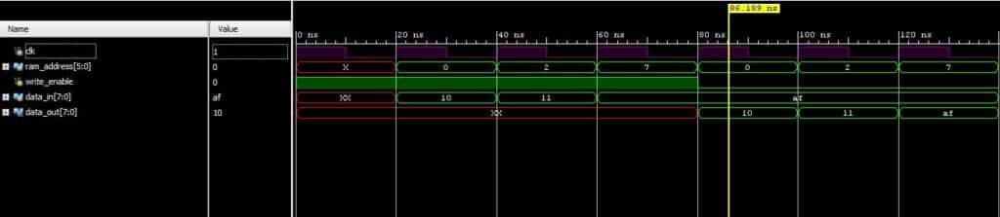 86.189 ns
Name Value
0 ns 20 ns 40 ns 60 ns 80 ns 100 ns 120 ns
clk 1
ram_address[5:0] 0 X 0 2 7 0 2 7
write_enable 0
data_in[7:0] af XX 10 11 af
data_out[7:0] 10 XX 10 11 af